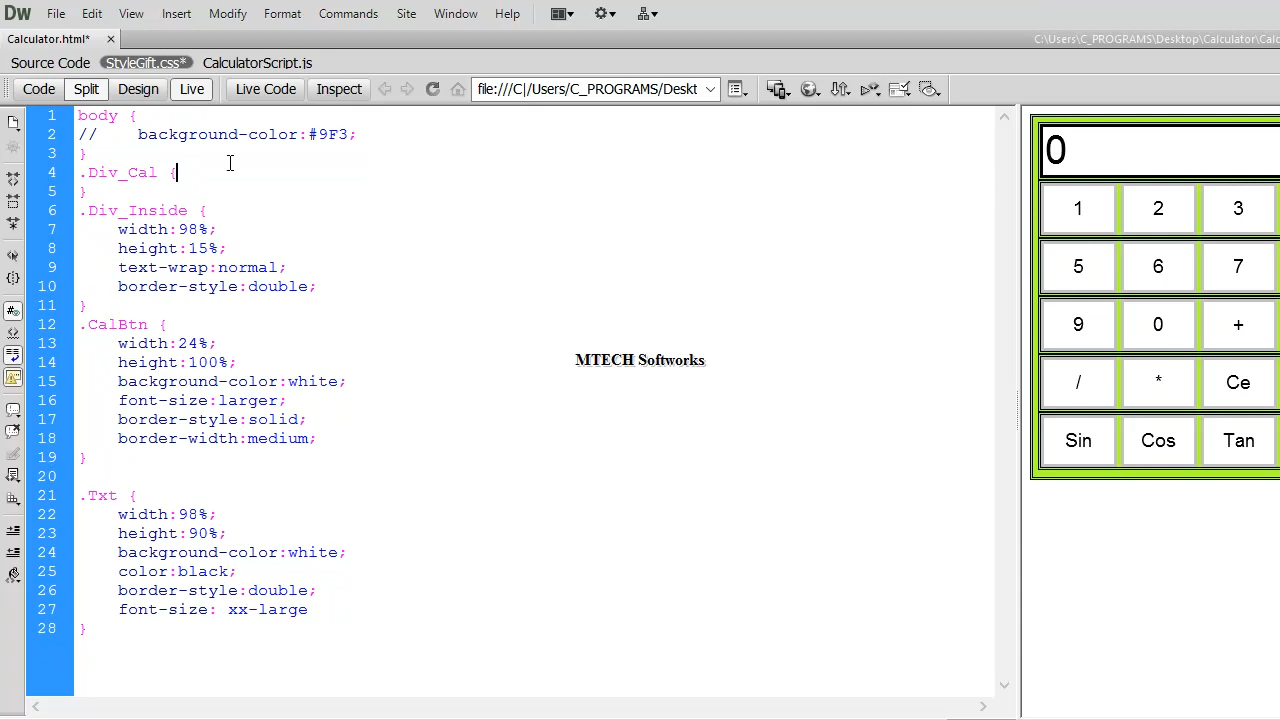 Dw File Edit View Insert Modify Format Commands Site Window Help
Calculator.html* ×
Source Code StyleGift.css* CalculatorScript.js
Code Split Design Live Live Code Inspect file:///C|/Users/C_PROGRAMS/Deskt
C:\Users\C_PROGRAMS\Desktop\Calculator\Calc
1 body {
2 //    background-color:#9F3;
3 }
4 .Div_Cal {
5 }
6 .Div_Inside {
7     width:98%;
8     height:15%;
9     text-wrap:normal;
10     border-style:double;
11 }
12 .CalBtn {
13     width:24%;
14     height:100%;
15     background-color:white;
16     font-size:larger;
17     border-style:solid;
18     border-width:medium;
19 }
20
21 .Txt {
22     width:98%;
23     height:90%;
24     background-color:white;
25     color:black;
26     border-style:double;
27     font-size: xx-large
28 }
MTECH Softworks
0
1 2 3
5 6 7
9 0 +
/ * Ce
Sin Cos Tan